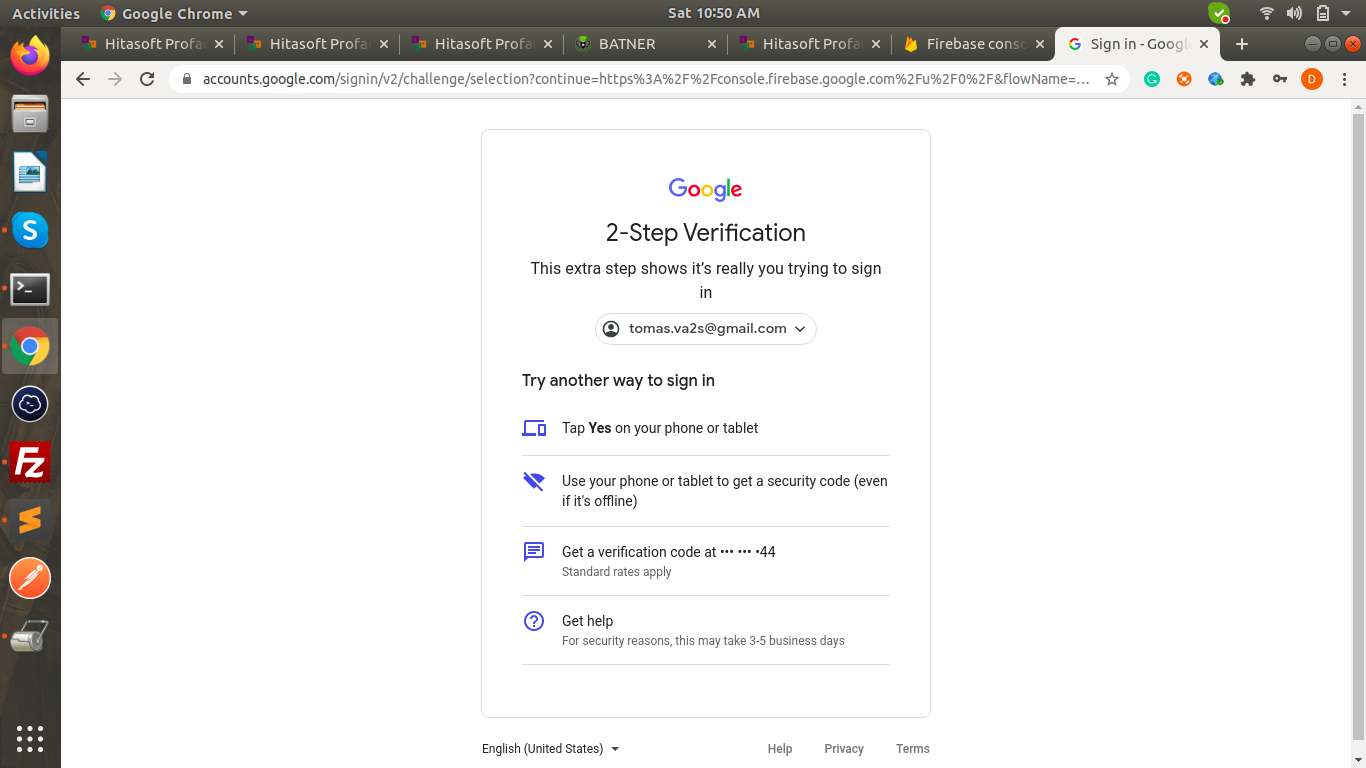 Activities
Google Chrome
Sat 10:50 AM
Hitasoft Profa
Hitasoft Profa
Hitasoft Profa
BATNER
Hitasoft Profa
Firebase conso
Sign in - Google
accounts.google.com/signin/v2/challenge/selection?continue=https%3A%2F%2Fconsole.firebase.google.com%2Fu%2F0%2F&flowName=...
D
Google
2-Step Verification
This extra step shows it’s really you trying to sign
in
tomas.va2s@gmail.com
Try another way to sign in
Tap Yes on your phone or tablet
Use your phone or tablet to get a security code (even
if it's offline)
Get a verification code at ••• ••• •44
Standard rates apply
Get help
For security reasons, this may take 3-5 business days
English (United States)
Help
Privacy
Terms